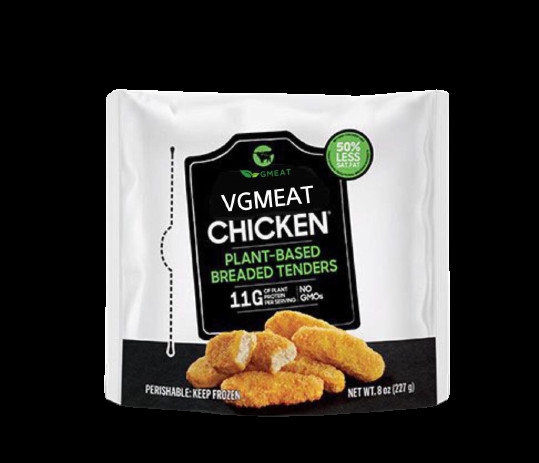 50%
LESS
SAT. FAT
GMEAT
VGMEAT
CHICKEN
PLANT-BASED
BREADED TENDERS
11G OF PLANT PROTEIN PER SERVING
NO GMOs
PERISHABLE: KEEP FROZEN
NET WT. 8 oz (227 g)